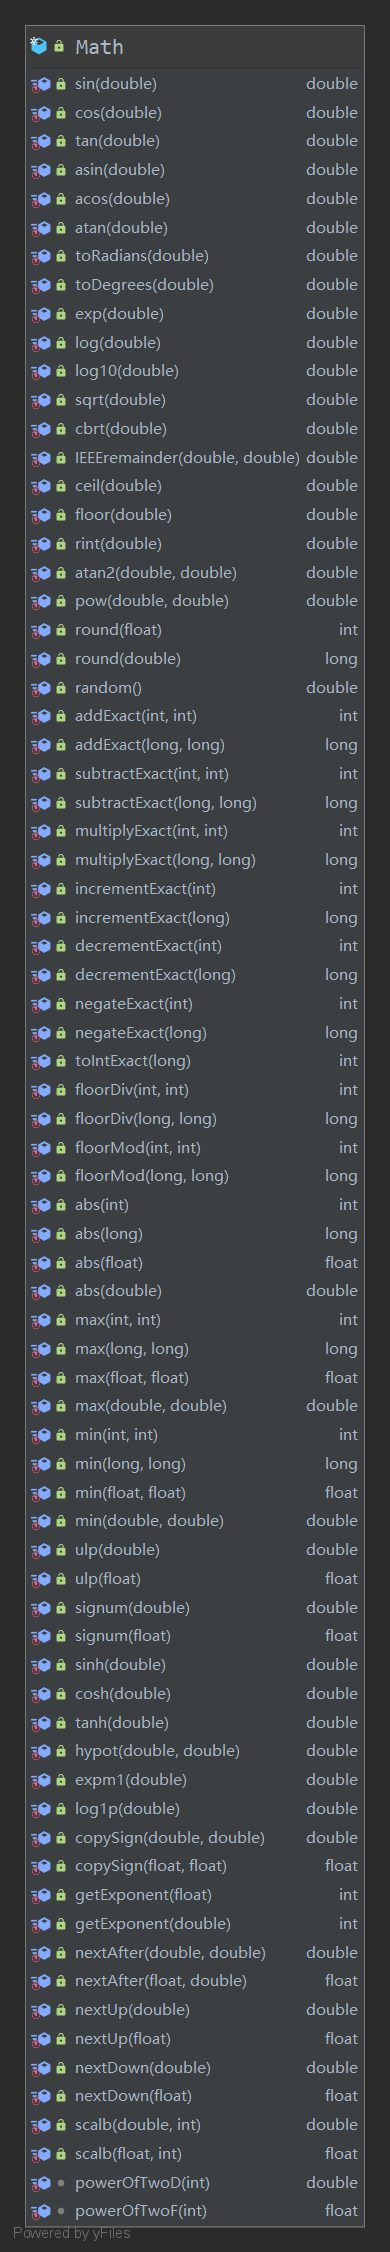 Math
sin(double) double
cos(double) double
tan(double) double
asin(double) double
acos(double) double
atan(double) double
toRadians(double) double
toDegrees(double) double
exp(double) double
log(double) double
log10(double) double
sqrt(double) double
cbrt(double) double
IEEEremainder(double, double) double
ceil(double) double
floor(double) double
rint(double) double
atan2(double, double) double
pow(double, double) double
round(float) int
round(double) long
random() double
addExact(int, int) int
addExact(long, long) long
subtractExact(int, int) int
subtractExact(long, long) long
multiplyExact(int, int) int
multiplyExact(long, long) long
incrementExact(int) int
incrementExact(long) long
decrementExact(int) int
decrementExact(long) long
negateExact(int) int
negateExact(long) long
toIntExact(long) int
floorDiv(int, int) int
floorDiv(long, long) long
floorMod(int, int) int
floorMod(long, long) long
abs(int) int
abs(long) long
abs(float) float
abs(double) double
max(int, int) int
max(long, long) long
max(float, float) float
max(double, double) double
min(int, int) int
min(long, long) long
min(float, float) float
min(double, double) double
ulp(double) double
ulp(float) float
signum(double) double
signum(float) float
sinh(double) double
cosh(double) double
tanh(double) double
hypot(double, double) double
expm1(double) double
log1p(double) double
copySign(double, double) double
copySign(float, float) float
getExponent(float) int
getExponent(double) int
nextAfter(double, double) double
nextAfter(float, double) float
nextUp(double) double
nextUp(float) float
nextDown(double) double
nextDown(float) float
scalb(double, int) double
scalb(float, int) float
powerOfTwoD(int) double
powerOfTwoF(int) float
Powered by yFiles